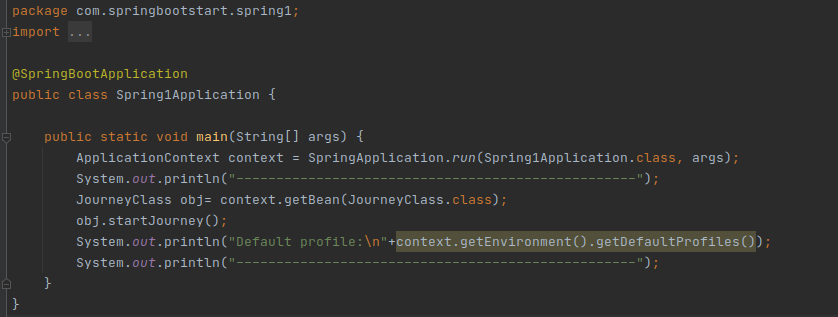 package com.springbootstart.spring1;
import ...
@SpringBootApplication
public class Spring1Application {
public static void main(String[] args) {
ApplicationContext context = SpringApplication.run(Spring1Application.class, args);
System.out.println("--------------------------------------------------");
JourneyClass obj= context.getBean(JourneyClass.class);
obj.startJourney();
System.out.println("Default profile:\n"+context.getEnvironment().getDefaultProfiles());
System.out.println("--------------------------------------------------");
}
}